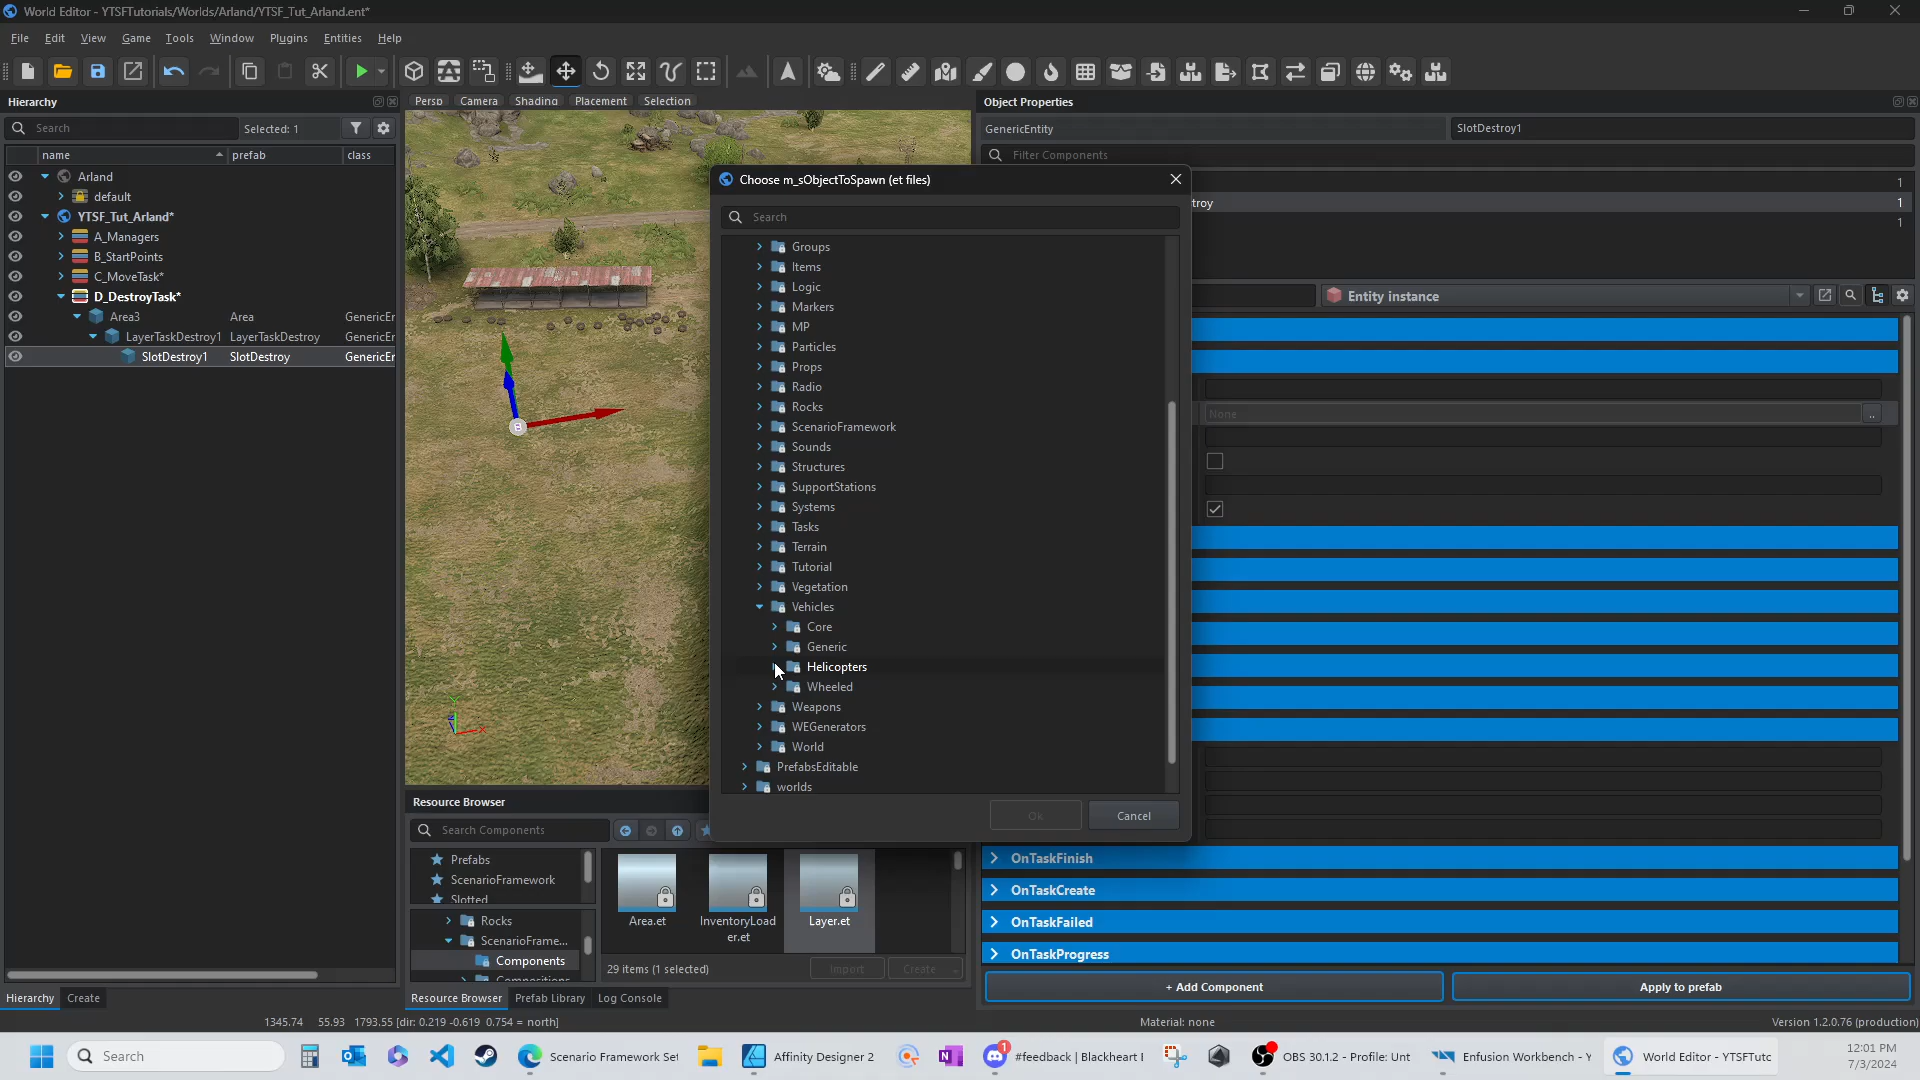 World Editor - YTSFTutorials/Worlds/Arland/YTSF_Tut_Arland.ent*
File Edit View Game Tools Window Plugins Entities Help
Hierarchy
Search
Selected: 1
name prefab class
Arland
default
YTSF_Tut_Arland*
A_Managers
B_StartPoints
C_MoveTask*
D_DestroyTask*
Area3 Area GenericEr
LayerTaskDestroy1 LayerTaskDestroy GenericEr
SlotDestroy1 SlotDestroy GenericEr
Hierarchy Create
Persp Camera Shading Placement Selection
Choose m_sObjectToSpawn (et files)
Search
Groups
Items
Logic
Markers
MP
Particles
Props
Radio
Rocks
ScenarioFramework
Sounds
Structures
SupportStations
Systems
Tasks
Terrain
Tutorial
Vegetation
Vehicles
Core
Generic
Helicopters
Wheeled
Weapons
WEGenerators
World
PrefabsEditable
worlds
Ok Cancel
Resource Browser
Search Components
Prefabs
ScenarioFramework
Slotted
Rocks
ScenarioFrame...
Components
Compositions
Area.et
InventoryLoad
er.et
Layer.et
29 items (1 selected)
Import Create
Resource Browser Prefab Library Log Console
Object Properties
GenericEntity SlotDestroy1
Filter Components
1
troy 1
1
Entity instance
None ..
OnTaskFinish
OnTaskCreate
OnTaskFailed
OnTaskProgress
+ Add Component Apply to prefab
1345.74 55.93 1793.55 [dir: 0.219 -0.619 0.754 = north]
Material: none
Version 1.2.0.76 (production)
Search
Scenario Framework Set
Affinity Designer 2
1
#feedback | Blackheart I
OBS 30.1.2 - Profile: Unt
Enfusion Workbench - Y
World Editor - YTSFTutc
12:01 PM
7/3/2024